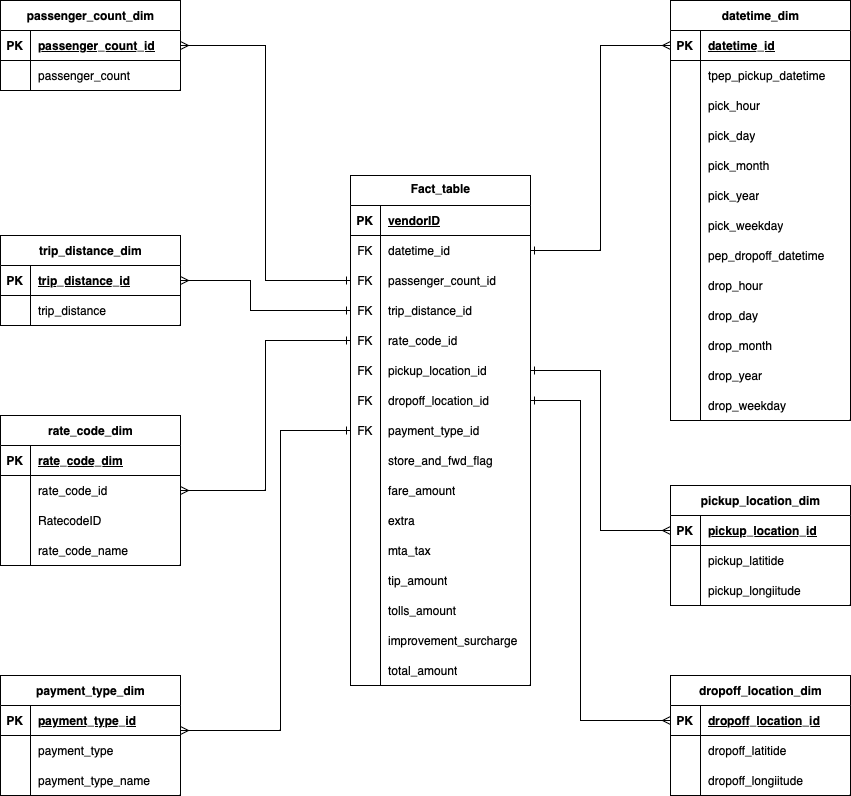 passenger_count_dim
PK passenger_count_id
passenger_count
trip_distance_dim
PK trip_distance_id
trip_distance
rate_code_dim
PK rate_code_dim
rate_code_id
RatecodeID
rate_code_name
payment_type_dim
PK payment_type_id
payment_type
payment_type_name
Fact_table
PK vendorID
FK datetime_id
FK passenger_count_id
FK trip_distance_id
FK rate_code_id
FK pickup_location_id
FK dropoff_location_id
FK payment_type_id
store_and_fwd_flag
fare_amount
extra
mta_tax
tip_amount
tolls_amount
improvement_surcharge
total_amount
datetime_dim
PK datetime_id
tpep_pickup_datetime
pick_hour
pick_day
pick_month
pick_year
pick_weekday
pep_dropoff_datetime
drop_hour
drop_day
drop_month
drop_year
drop_weekday
pickup_location_dim
PK pickup_location_id
pickup_latitide
pickup_longiitude
dropoff_location_dim
PK dropoff_location_id
dropoff_latitide
dropoff_longiitude